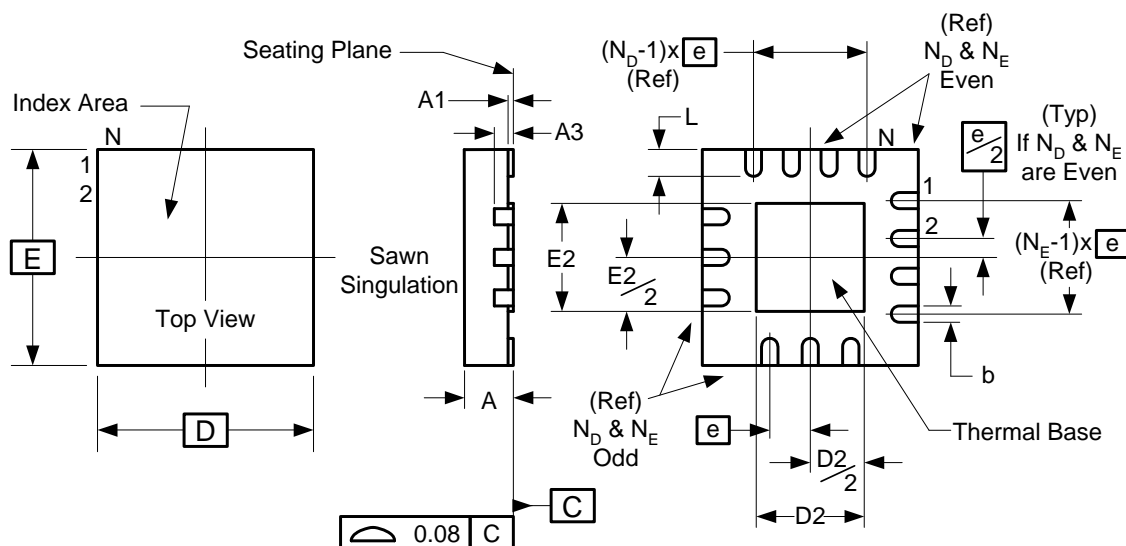 Seating Plane
A1
A3
Index Area
N
1
2
E
Top View
D
Sawn
Singulation
A
C
0.08 C
(N_D-1)x e
(Ref)
(Ref)
N_D & N_E
Even
L
N
e/2
(Typ)
If N_D & N_E
are Even
1
2
(N_E-1)x e
(Ref)
E2
E2/2
b
(Ref)
N_D & N_E
Odd
e
Thermal Base
D2/2
D2